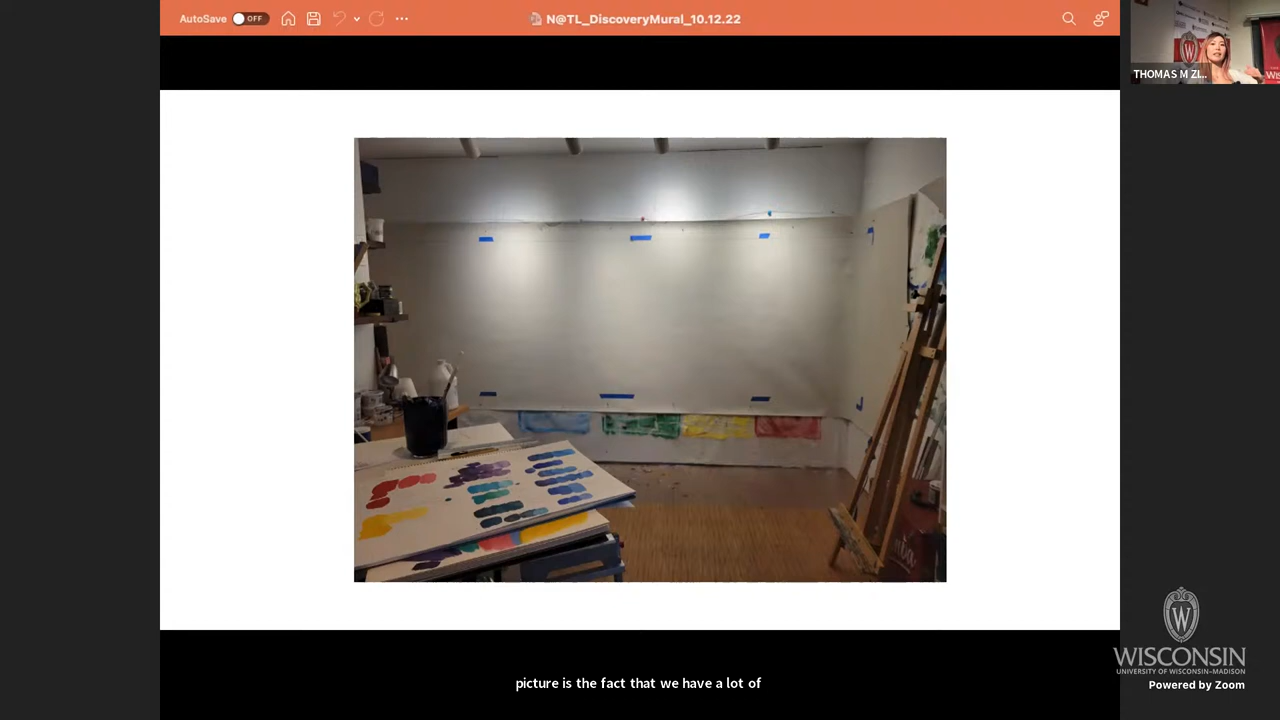 AutoSave OFF
N@TL_DiscoveryMural_10.12.22
THOMAS M ZI...
W
Wis
picture is the fact that we have a lot of
W
WISCONSIN
UNIVERSITY OF WISCONSIN–MADISON
Powered by Zoom